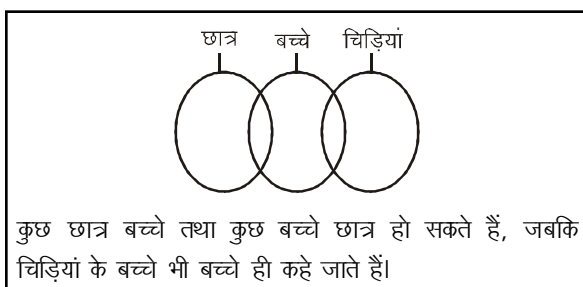 छात्र बच्चे चिड़ियां
कुछ छात्र बच्चे तथा कुछ बच्चे छात्र हो सकते हैं, जबकि
चिड़ियां के बच्चे भी बच्चे ही कहे जाते हैं।